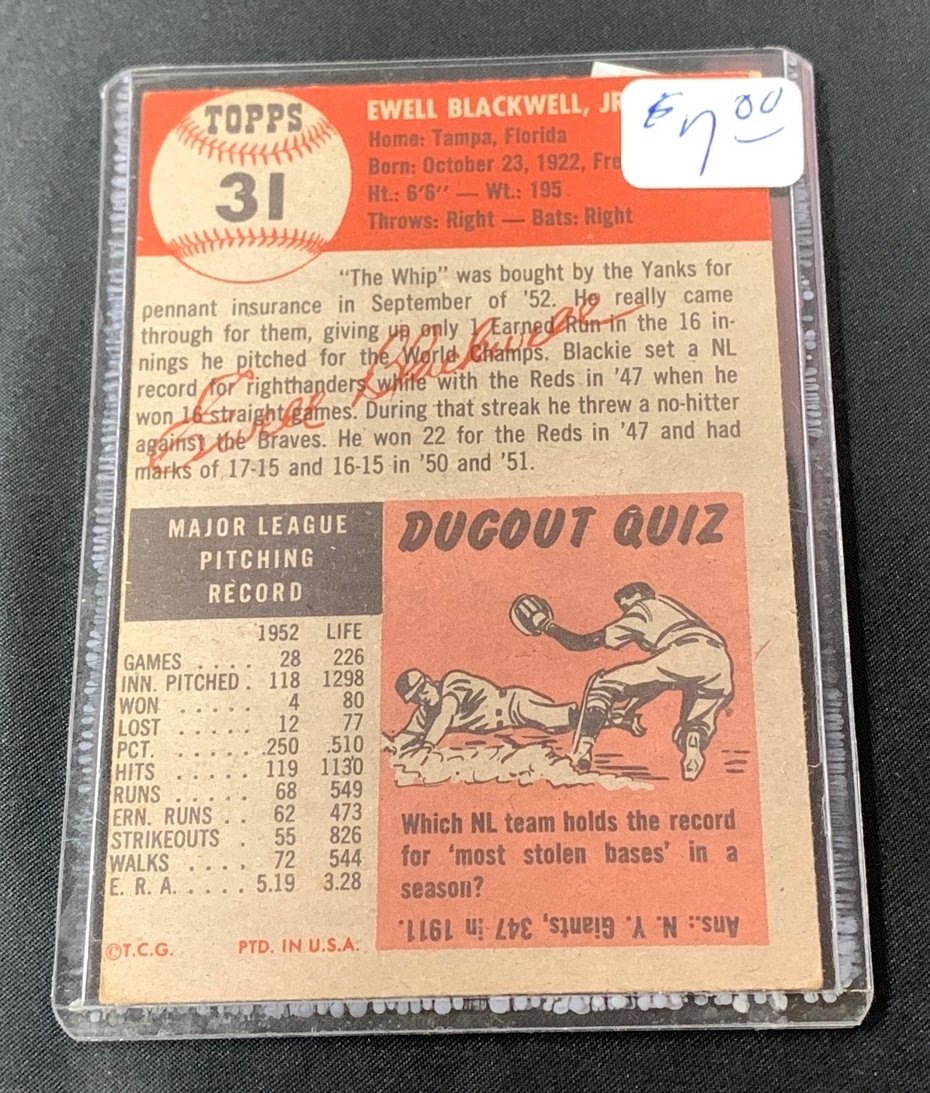 TOPPS
31
EWELL BLACKWELL, JR
Home: Tampa, Florida
Born: October 23, 1922, Fre
Ht.: 6'6" — Wt.: 195
Throws: Right — Bats: Right
$7.00
"The Whip" was bought by the Yanks for
pennant insurance in September of '52. He really came
through for them, giving up only 1 Earned Run in the 16 in-
nings he pitched for the World Champs. Blackie set a NL
record for righthanders while with the Reds in '47 when he
won 16 straight games. During that streak he threw a no-hitter
against the Braves. He won 22 for the Reds in '47 and had
marks of 17-15 and 16-15 in '50 and '51.
Ewell Blackwell
MAJOR LEAGUE
PITCHING
RECORD
1952 LIFE
GAMES .... 28 226
INN. PITCHED . 118 1298
WON ..... 4 80
LOST ..... 12 77
PCT. ..... .250 .510
HITS ..... 119 1130
RUNS ..... 68 549
ERN. RUNS .. 62 473
STRIKEOUTS . 55 826
WALKS .... 72 544
E. R. A. .... 5.19 3.28
©T.C.G. PTD. IN U.S.A.
DUGOUT QUIZ
Which NL team holds the record
for 'most stolen bases' in a
season?
Ans.: N. Y. Giants, 347 in 1911.